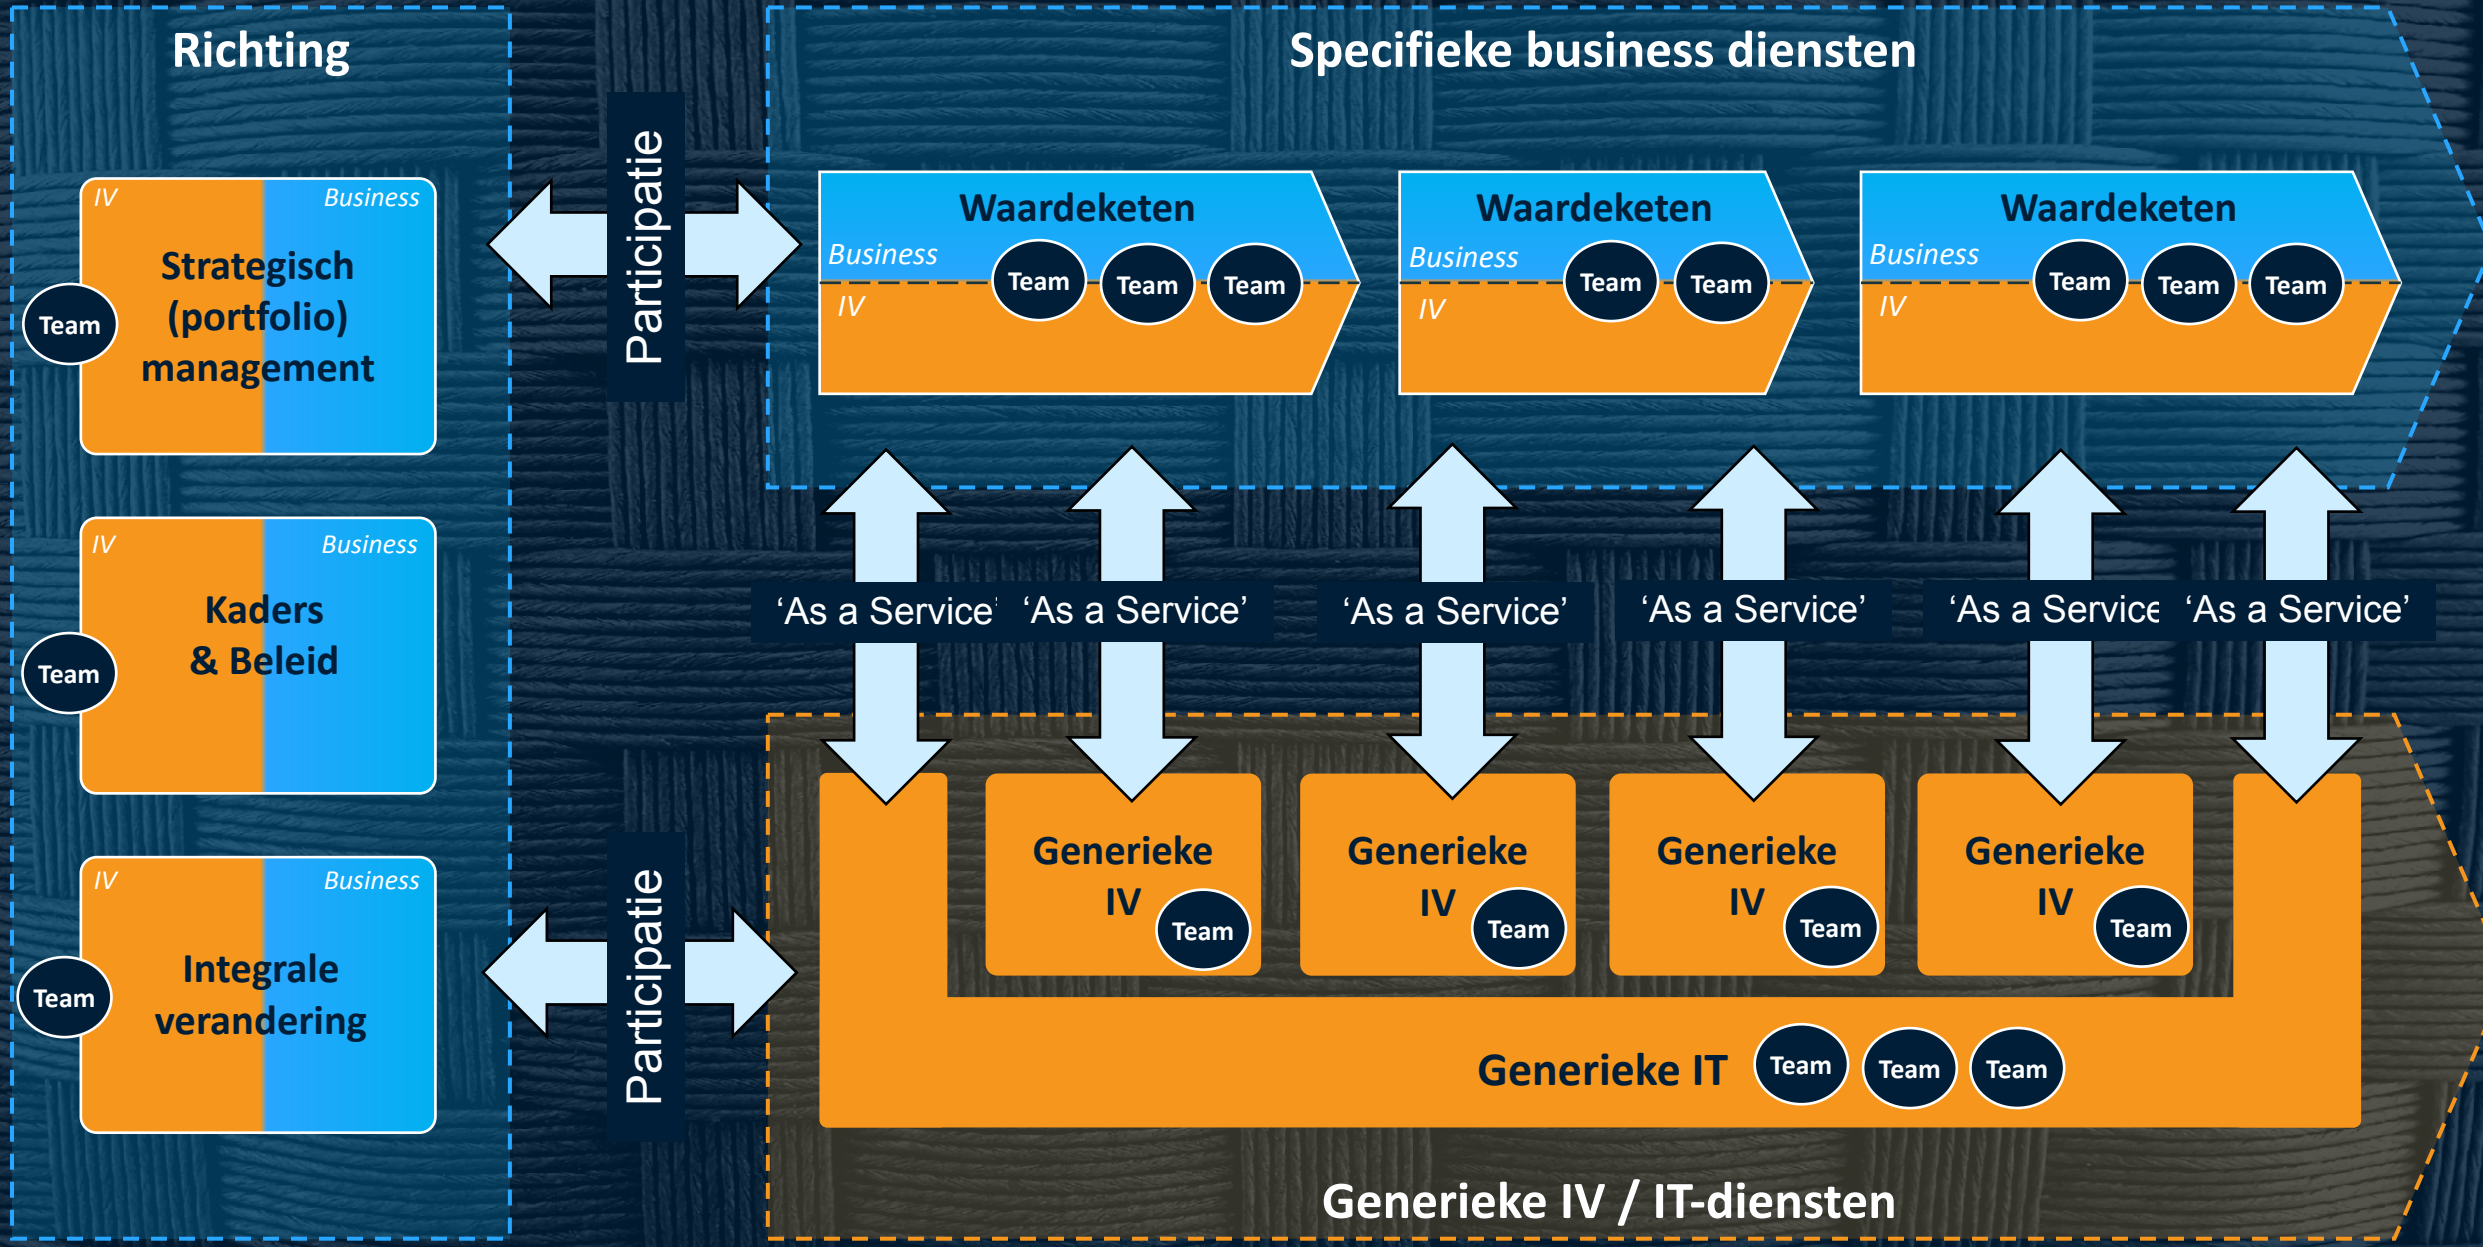 Richting
IV
Business
Strategisch
(portfolio)
management
Team
IV
Business
Kaders
& Beleid
Team
IV
Business
Integrale
verandering
Team
Participatie
Participatie
Specifieke business diensten
Waardeketen
Business
IV
Team
Team
Team
Waardeketen
Business
IV
Team
Team
Waardeketen
Business
IV
Team
Team
Team
‘As a Service’
‘As a Service’
‘As a Service’
‘As a Service’
‘As a Service
‘As a Service’
Generieke
IV
Team
Generieke
IV
Team
Generieke
IV
Team
Generieke
IV
Team
Generieke IT
Team
Team
Team
Generieke IV / IT-diensten